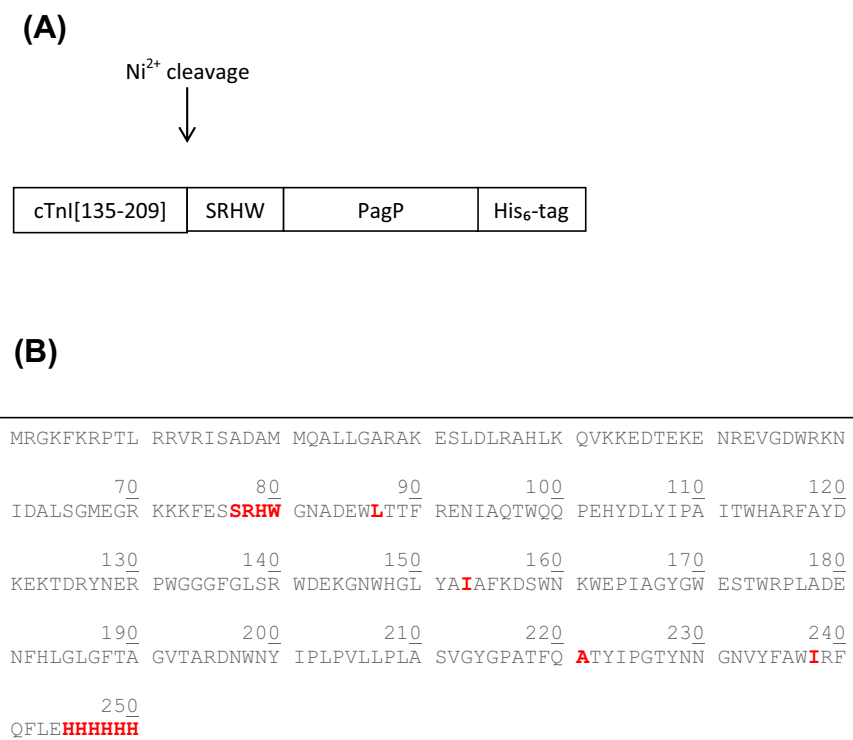 (A)
Ni²⁺ cleavage
cTnI[135-209] SRHW PagP His₆-tag
(B)
MRGKFKRPTL RRVRISADAM MQALLGARAK ESLDLRAHLK QVKKEDTEKE NREVGDWRKN
70 80 90 100 110 120
IDALSGMEGR KKKFESSRHW GNADEWLTTF RENIAQTWQQ PEHYDLYIPA ITWHARFAYD
130 140 150 160 170 180
KEKTDRYNER PWGGGFGLSR WDEKGNWHGL YAIAFKDSWN KWEPIAGYGW ESTWRPLADE
190 200 210 220 230 240
NFHLGLGFTA GVTARDNWNY IPLPVLLPLA SVGYGPATFQ ATYIPGTYNN GNVYFAWIRF
250
QFLEHHHHHH